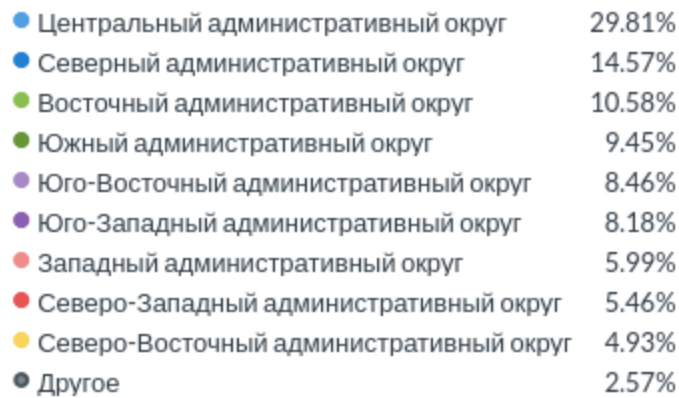 Центральный административный округ 29.81%
Северный административный округ 14.57%
Восточный административный округ 10.58%
Южный административный округ 9.45%
Юго-Восточный административный округ 8.46%
Юго-Западный административный округ 8.18%
Западный административный округ 5.99%
Северо-Западный административный округ 5.46%
Северо-Восточный административный округ 4.93%
Другое 2.57%